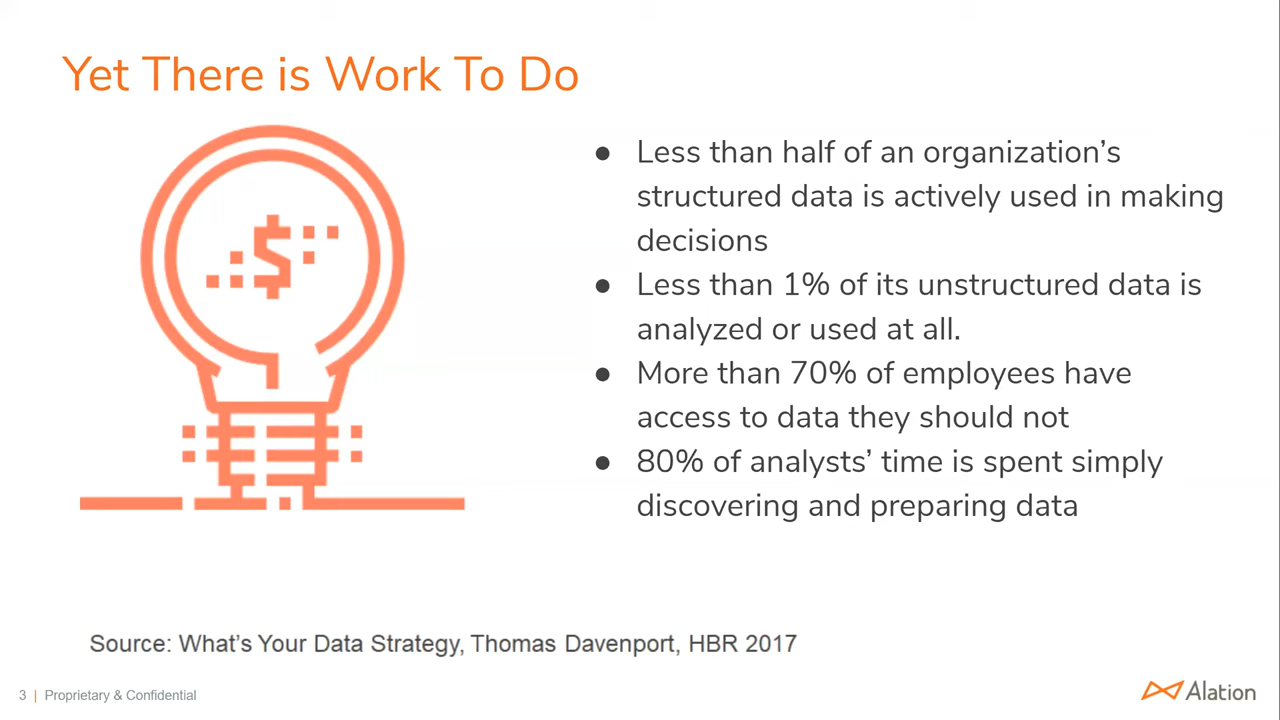 Yet There is Work To Do
$
● Less than half of an organization’s
structured data is actively used in making
decisions
● Less than 1% of its unstructured data is
analyzed or used at all.
● More than 70% of employees have
access to data they should not
● 80% of analysts’ time is spent simply
discovering and preparing data
Source: What’s Your Data Strategy, Thomas Davenport, HBR 2017
3 | Proprietary & Confidential
Alation